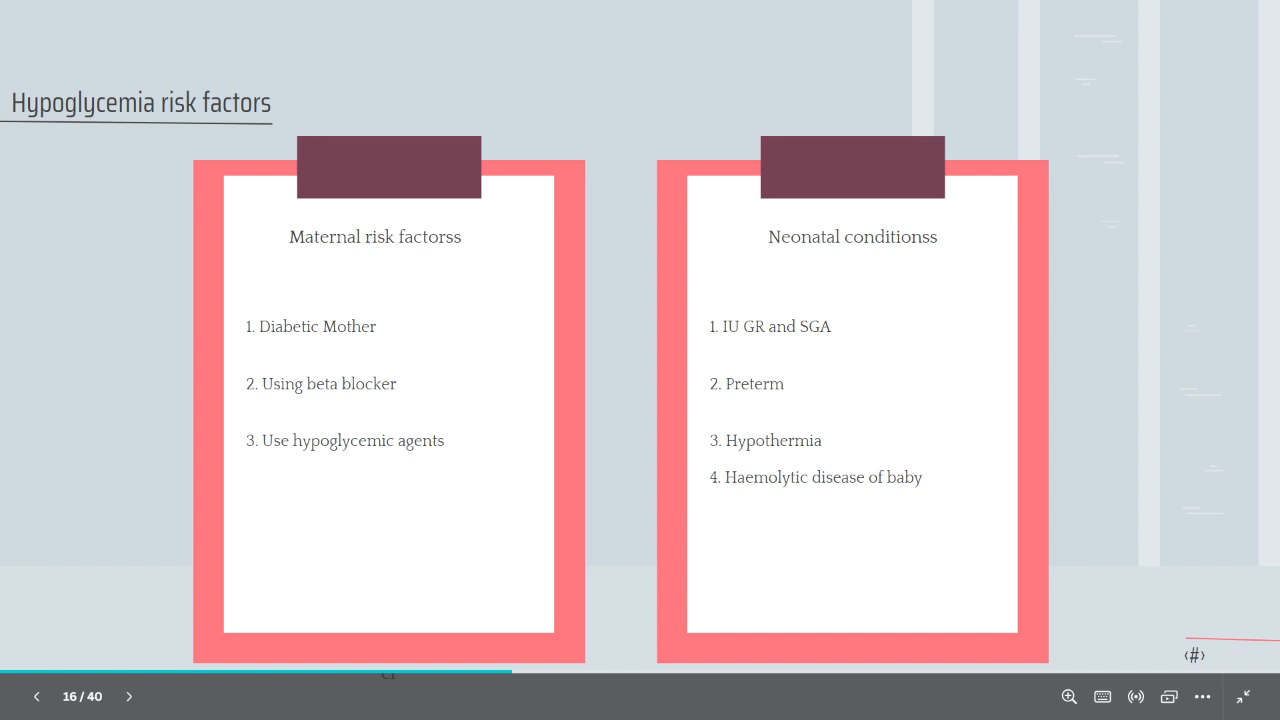 Hypoglycemia risk factors
Maternal risk factorss
1. Diabetic Mother
2. Using beta blocker
3. Use hypoglycemic agents
Neonatal conditionss
1. IU GR and SGA
2. Preterm
3. Hypothermia
4. Haemolytic disease of baby
‹#›
16 / 40